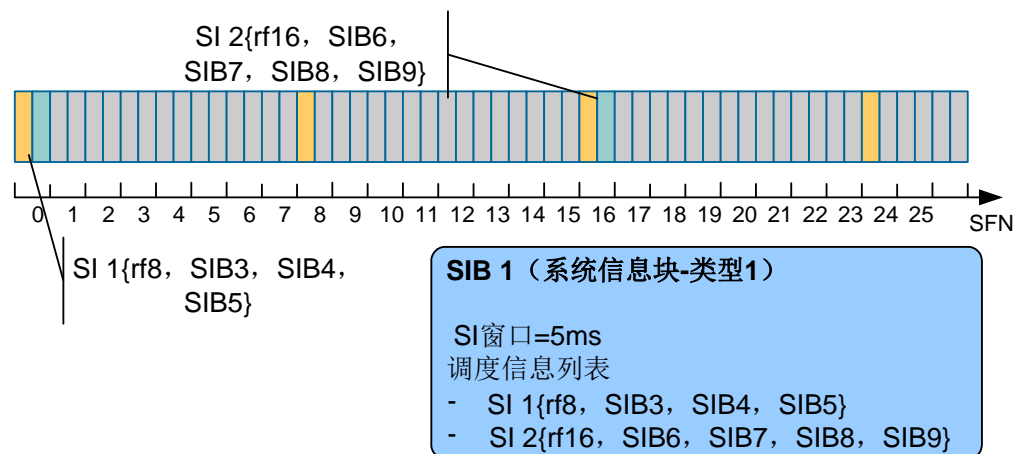 SI 2{rf16，SIB6，
SIB7，SIB8，SIB9}
0 1 2 3 4 5 6 7 8 9 10 11 12 13 14 15 16 17 18 19 20 21 22 23 24 25
SFN
SI 1{rf8，SIB3，SIB4，
SIB5}
SIB 1（系统信息块-类型1）
SI窗口=5ms
调度信息列表
- SI 1{rf8，SIB3，SIB4，SIB5}
- SI 2{rf16，SIB6，SIB7，SIB8，SIB9}